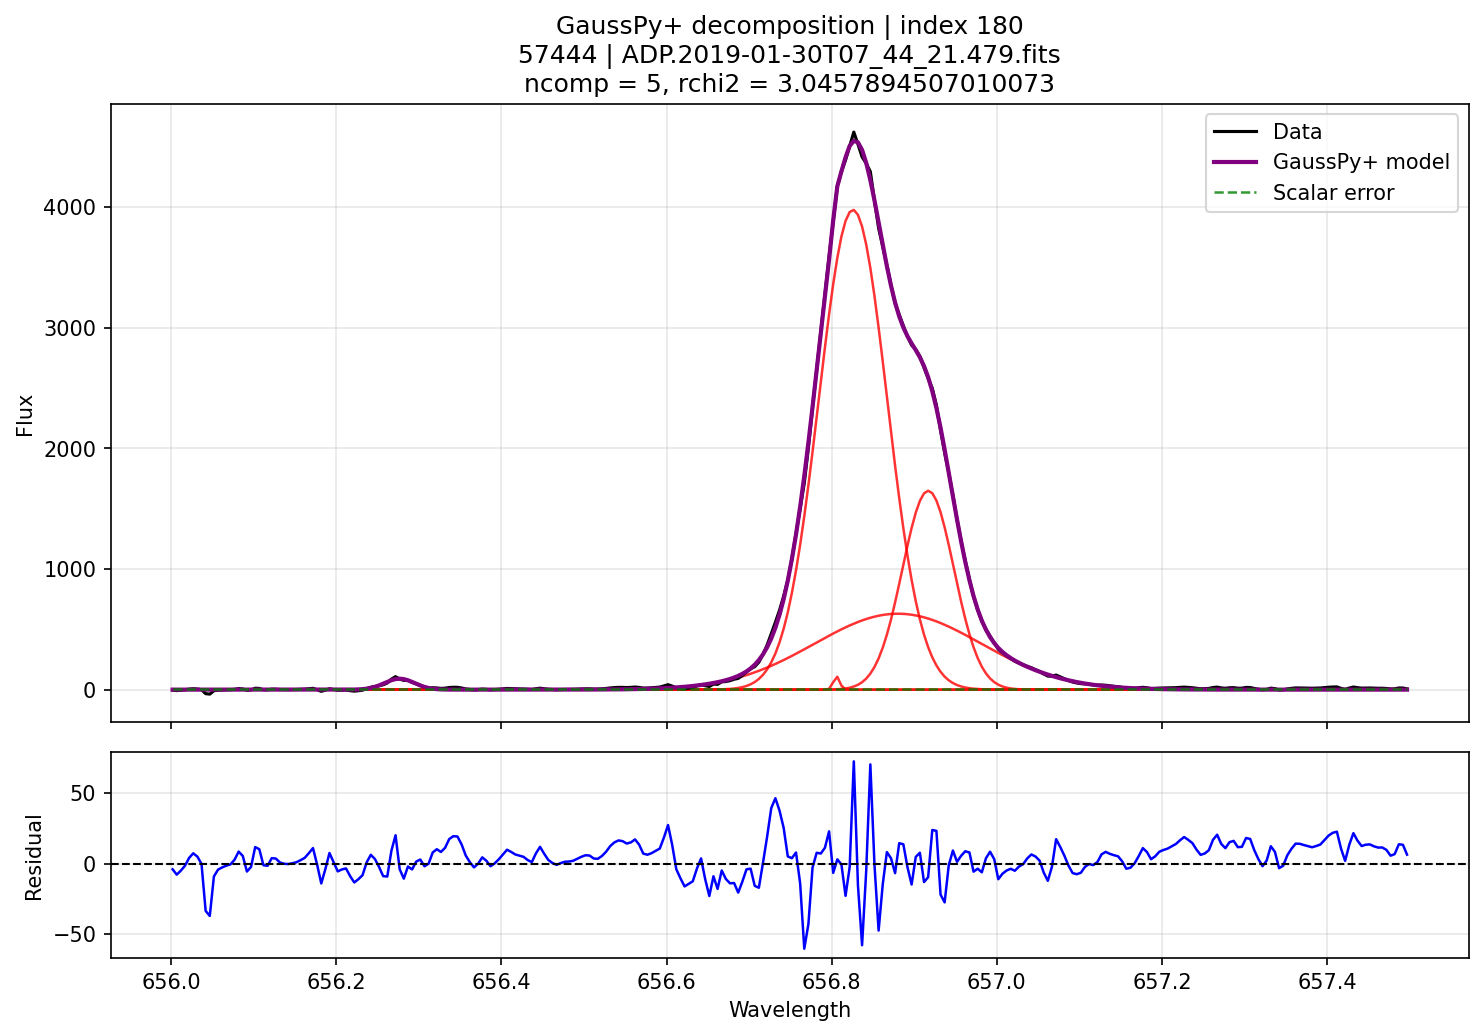 GaussPy+ decomposition | index 180
57444 | ADP.2019-01-30T07_44_21.479.fits
ncomp = 5, rchi2 = 3.0457894507010073
Data
GaussPy+ model
Scalar error
Flux
4000
3000
2000
1000
0
Residual
50
0
−50
656.0 656.2 656.4 656.6 656.8 657.0 657.2 657.4
Wavelength